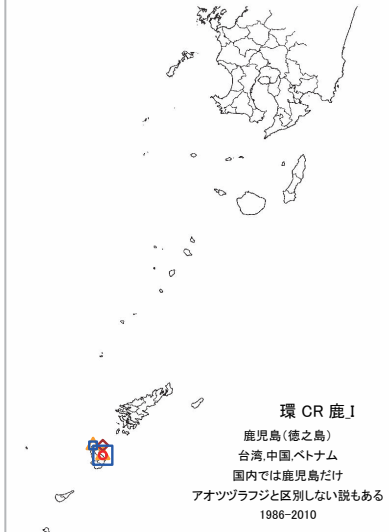 環 CR 鹿_I
鹿児島(徳之島)
台湾,中国,ベトナム
国内では鹿児島だけ
アオツヅラフジと区別しない説もある
1986-2010